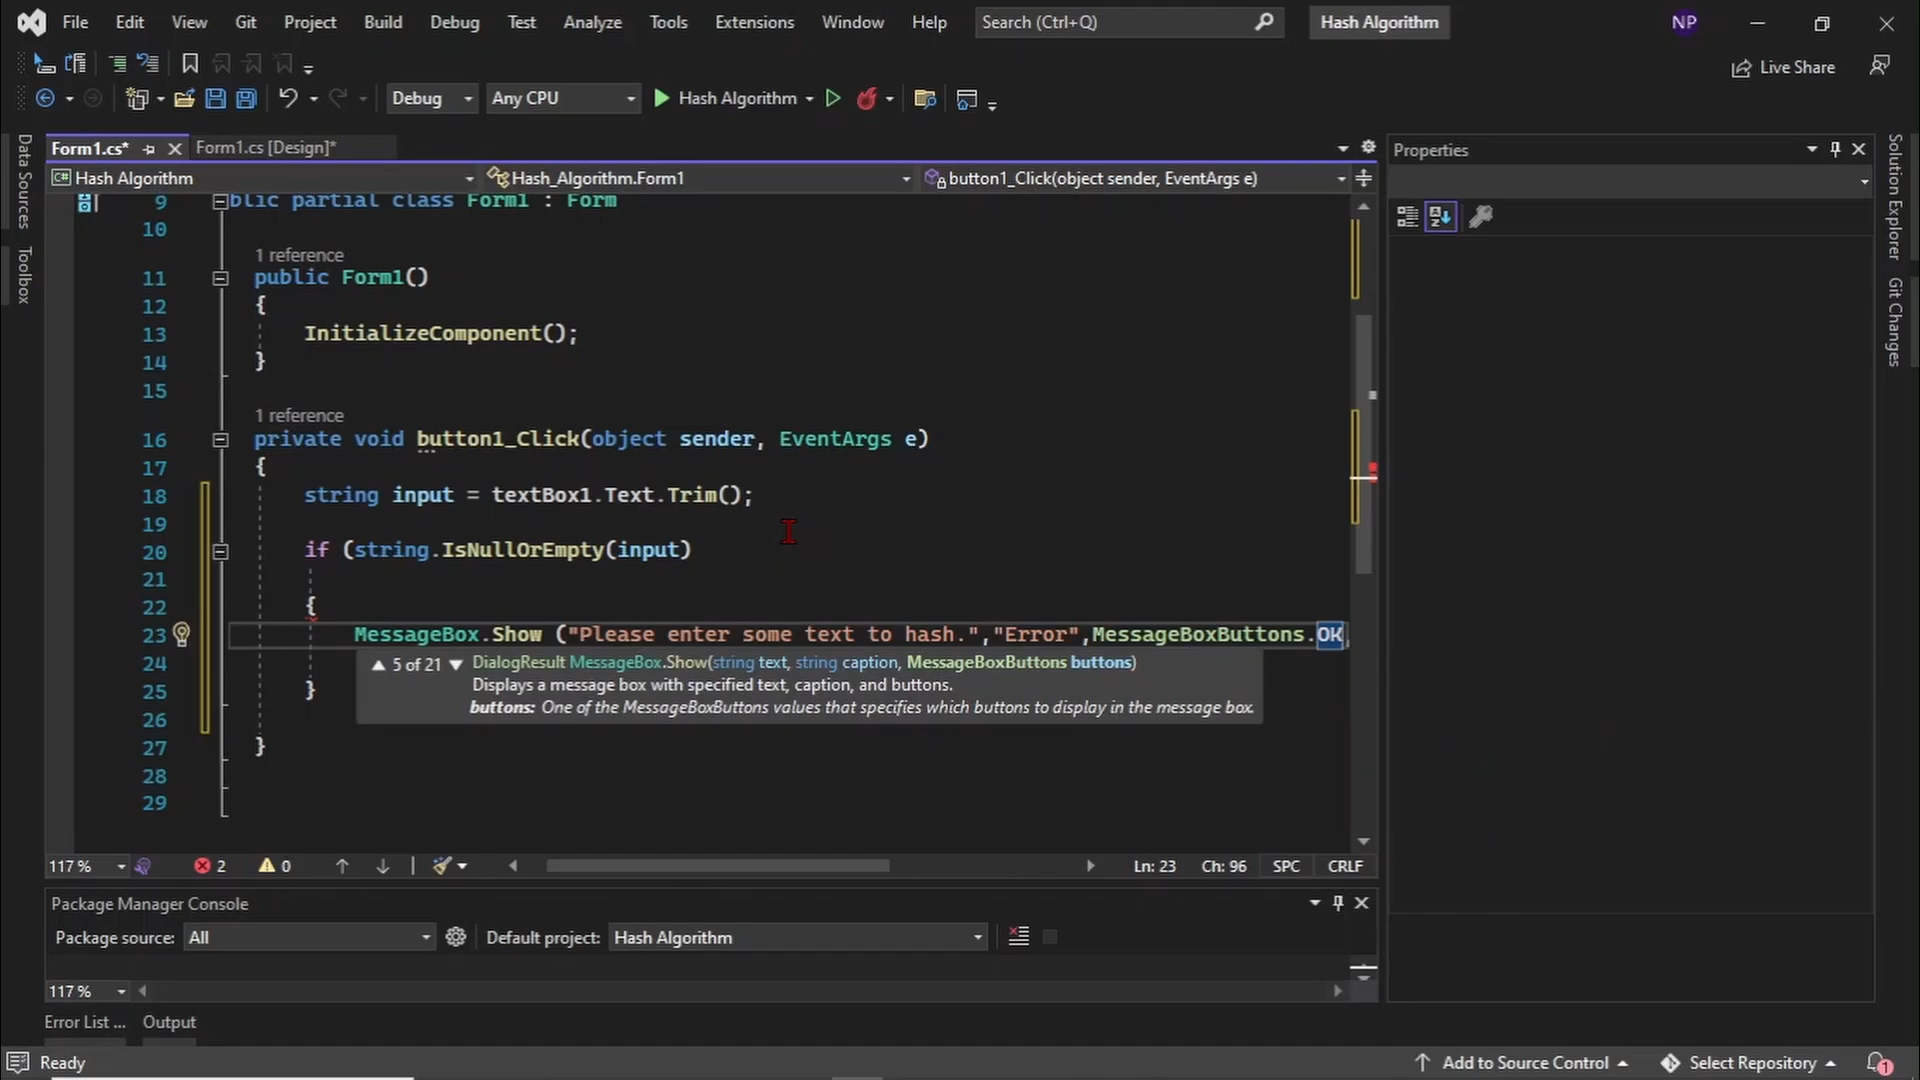 File Edit View Git Project Build Debug Test Analyze Tools Extensions Window Help Search (Ctrl+Q) Hash Algorithm NP
Live Share
Debug Any CPU Hash Algorithm
Form1.cs* Form1.cs [Design]*
Properties
Hash Algorithm Hash_Algorithm.Form1 button1_Click(object sender, EventArgs e)
Data Sources
Toolbox
Solution Explorer
Git Changes
9 blic partial class Form1 : Form
10
1 reference
11 public Form1()
12 {
13 InitializeComponent();
14 }
15
1 reference
16 private void button1_Click(object sender, EventArgs e)
17 {
18 string input = textBox1.Text.Trim();
19
20 if (string.IsNullOrEmpty(input)
21
22 {
23 MessageBox.Show ("Please enter some text to hash.","Error",MessageBoxButtons.OK,
24
25 }
26
27 }
28
29
5 of 21 DialogResult MessageBox.Show(string text, string caption, MessageBoxButtons buttons)
Displays a message box with specified text, caption, and buttons.
buttons: One of the MessageBoxButtons values that specifies which buttons to display in the message box.
117 % 2 0 Ln: 23 Ch: 96 SPC CRLF
Package Manager Console
Package source: All Default project: Hash Algorithm
117 %
Error List ... Output
Ready Add to Source Control Select Repository 1